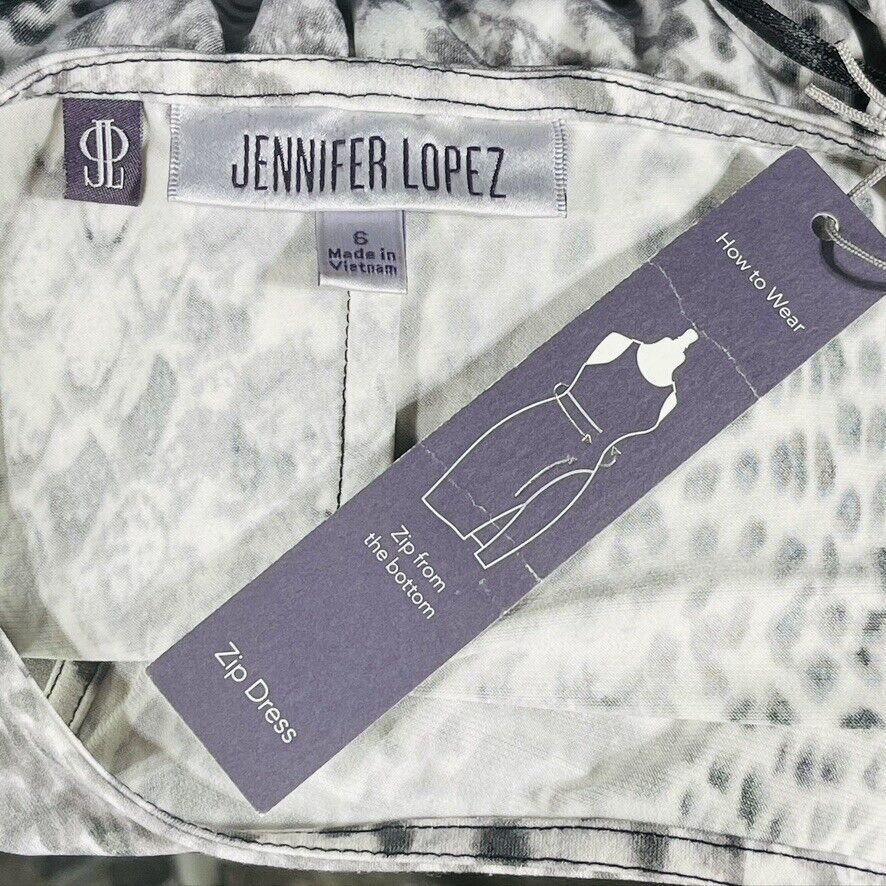 JL
JENNIFER LOPEZ
6
Made in
Vietnam
How to Wear
Zip from
the bottom
Zip Dress